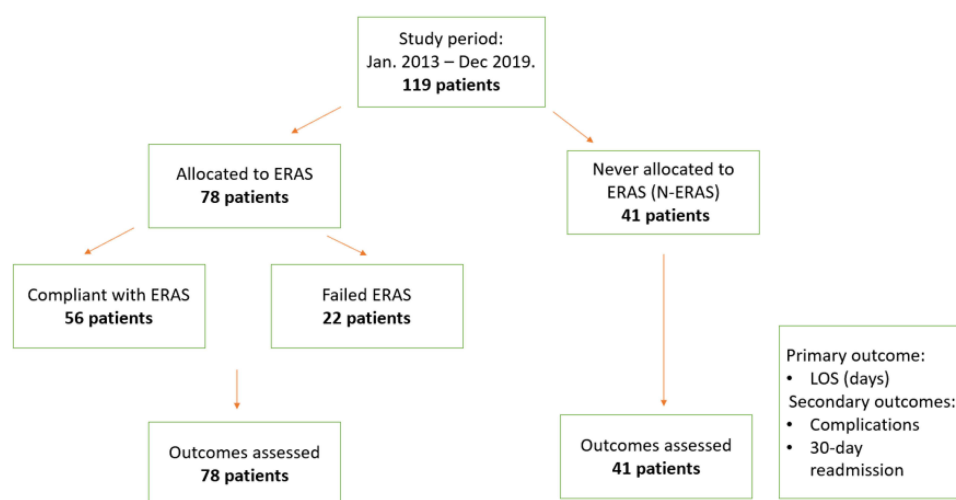 Study period:
Jan. 2013 – Dec 2019.
119 patients
Allocated to ERAS
78 patients
Never allocated to
ERAS (N-ERAS)
41 patients
Compliant with ERAS
56 patients
Failed ERAS
22 patients
Outcomes assessed
78 patients
Outcomes assessed
41 patients
Primary outcome:
• LOS (days)
Secondary outcomes:
• Complications
• 30-day
readmission